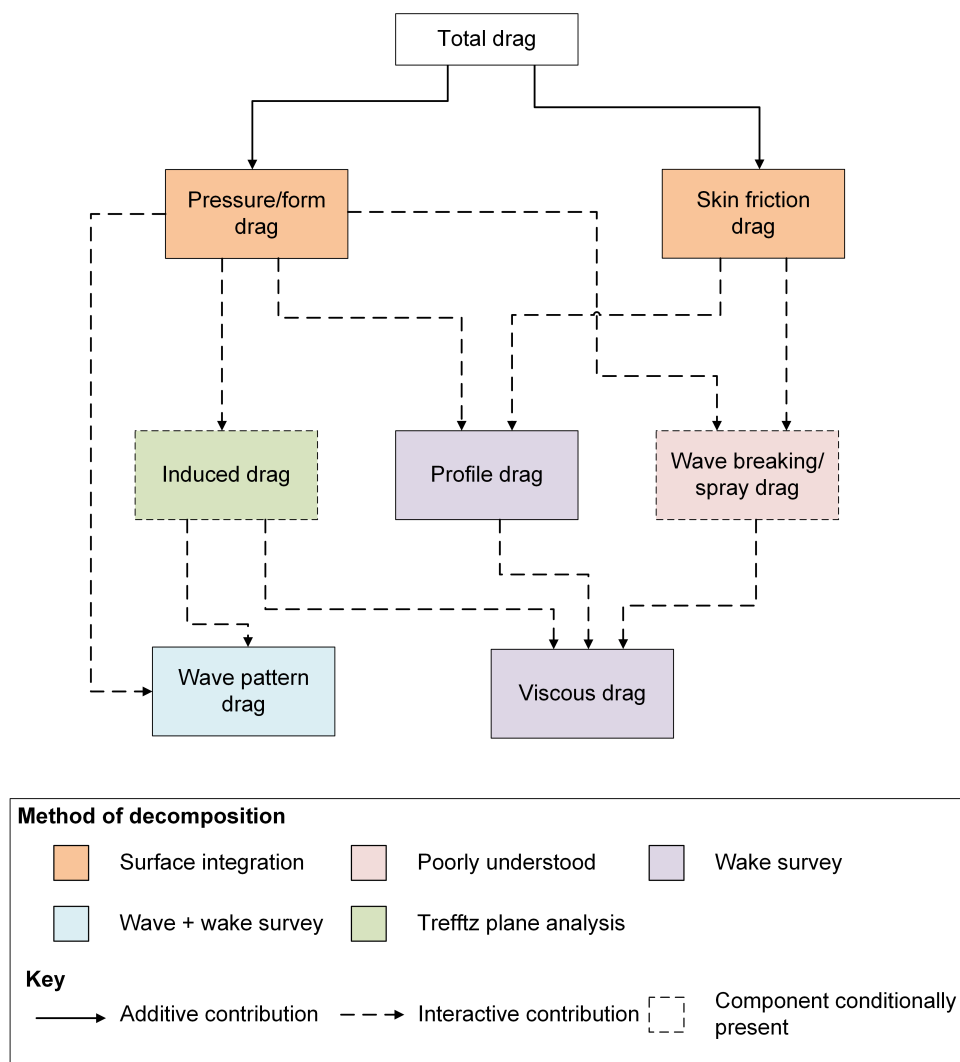 Total drag
Pressure/form
drag
Skin friction
drag
Induced drag
Profile drag
Wave breaking/
spray drag
Wave pattern
drag
Viscous drag
Method of decomposition
Surface integration
Poorly understood
Wake survey
Wave + wake survey
Trefftz plane analysis
Key
Additive contribution
Interactive contribution
Component conditionally
present